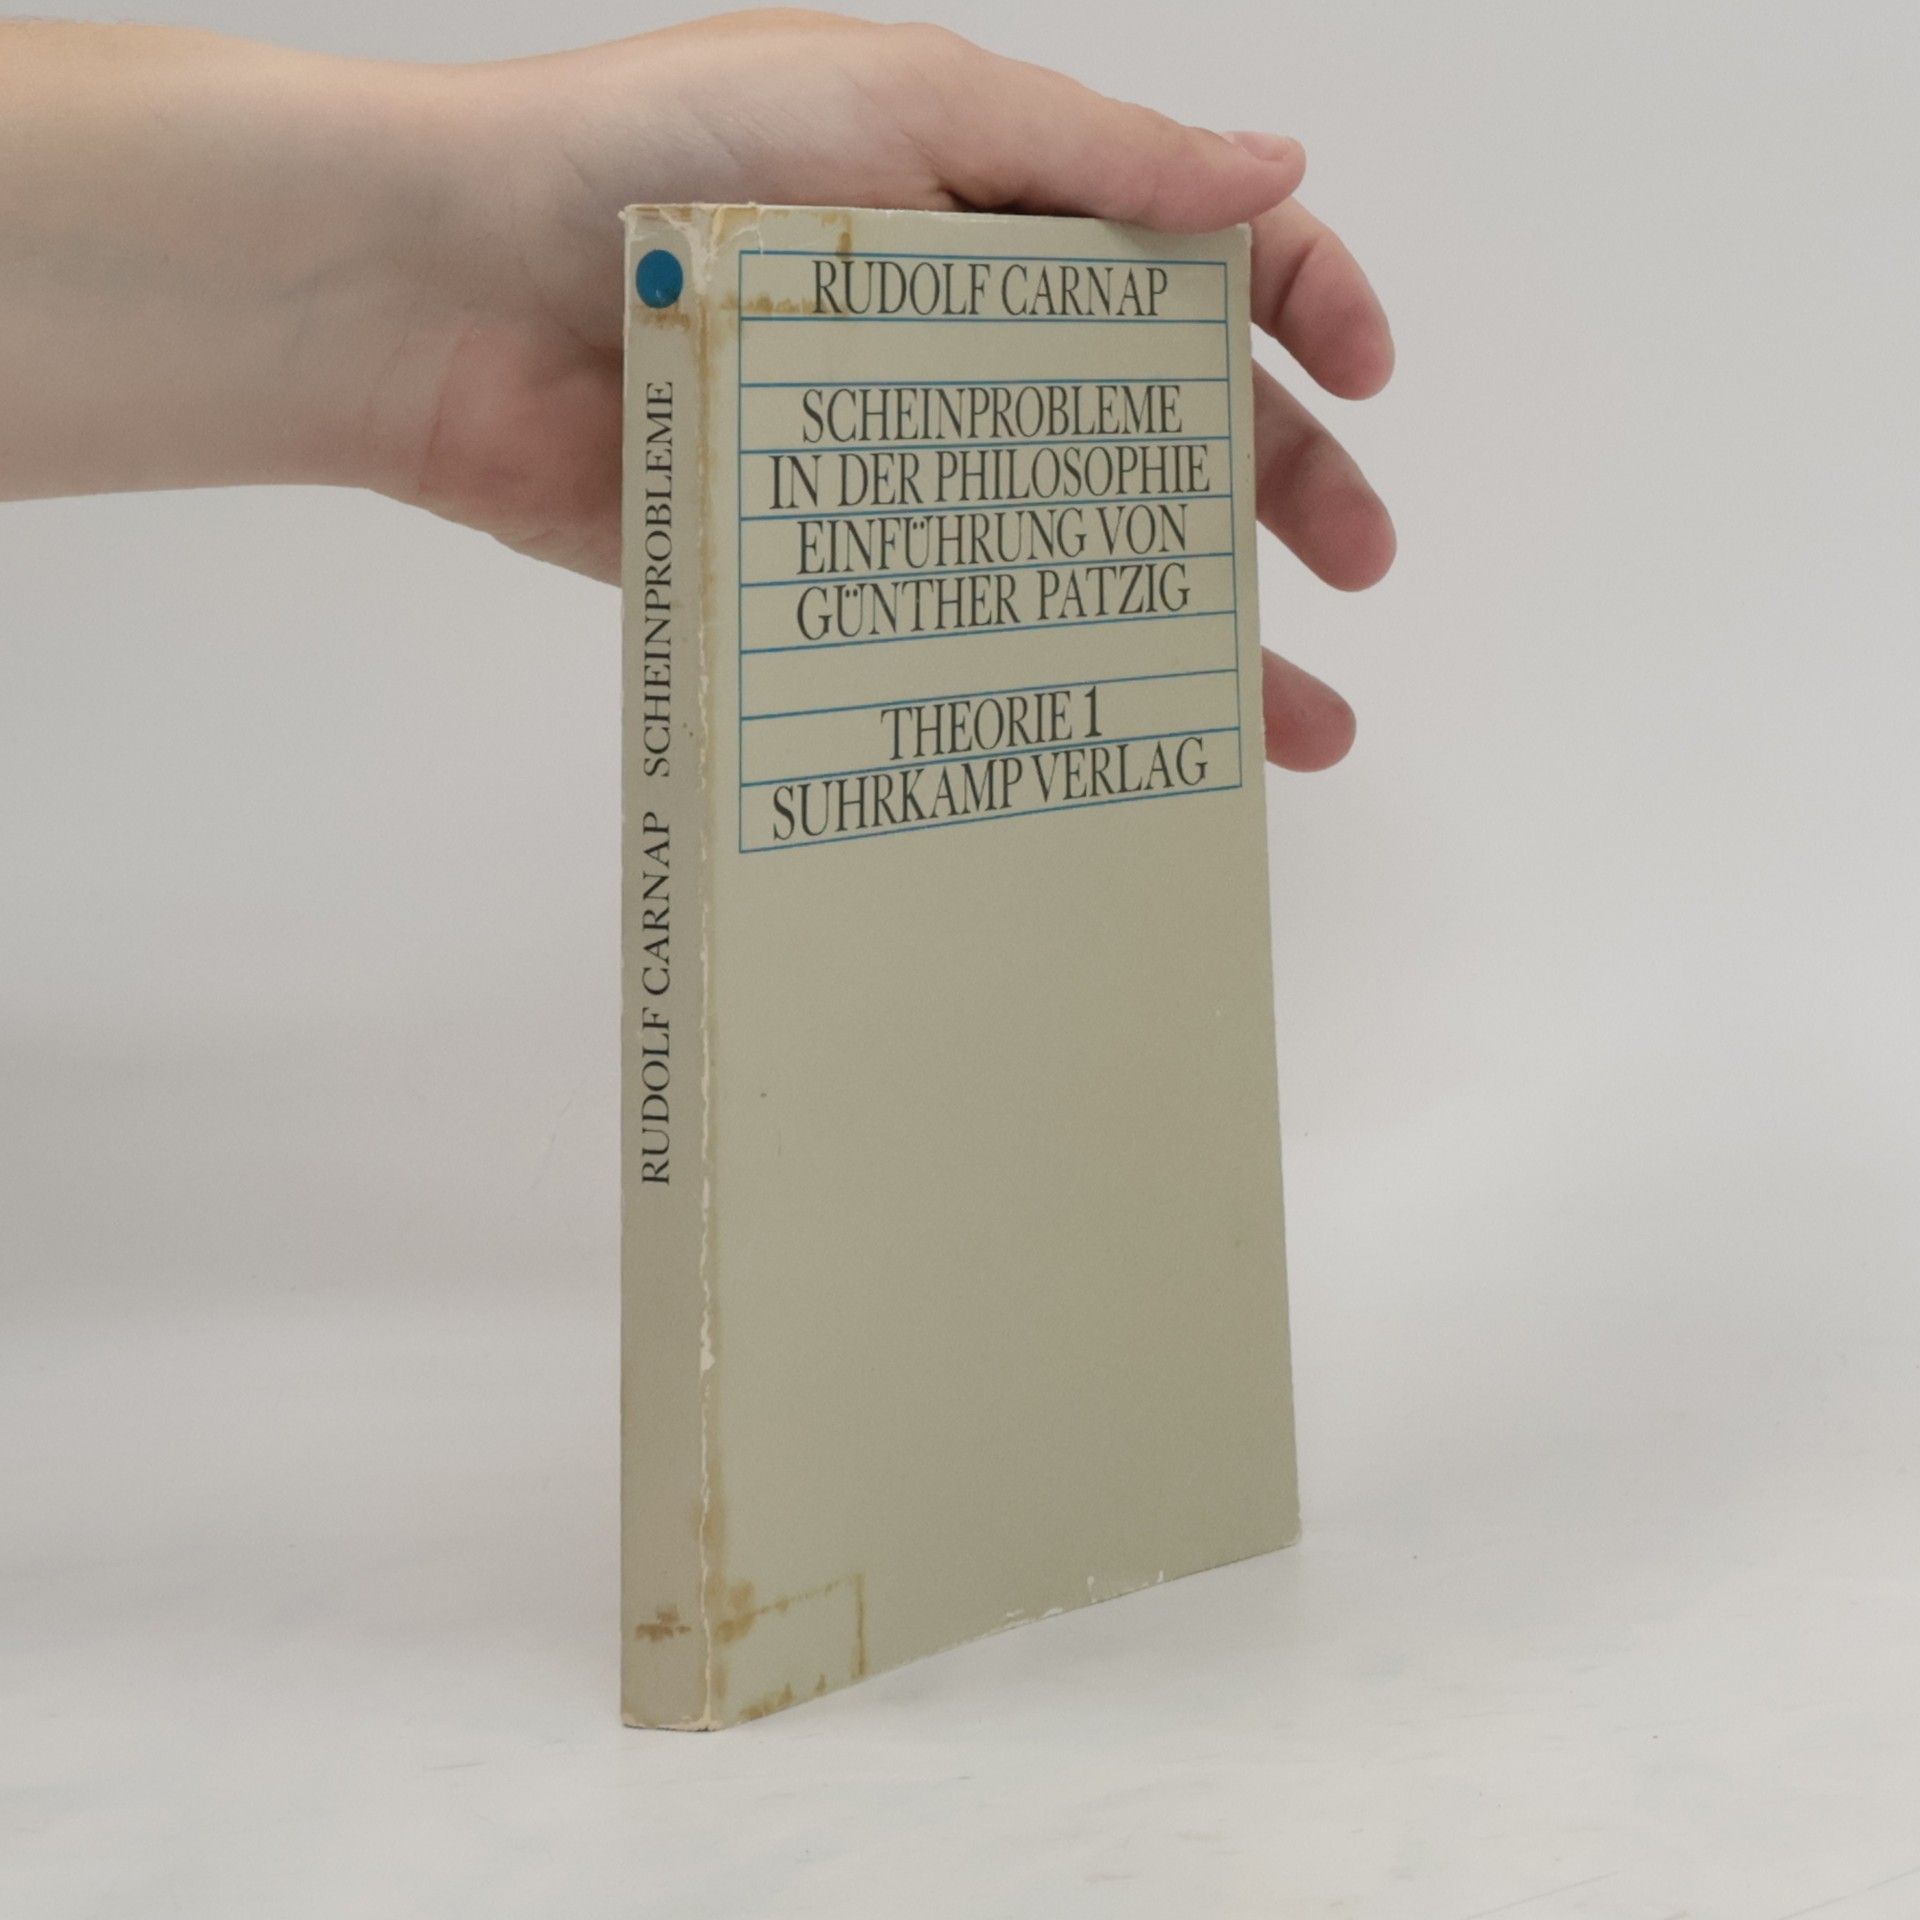 RUDOLF CARNAP SCHEINPROBLEME
RUDOLF CARNAP
SCHEINPROBLEME
IN DER PHILOSOPHIE
EINFÜHRUNG VON
GÜNTHER PATZIG
THEORIE 1
SUHRKAMP VERLAG